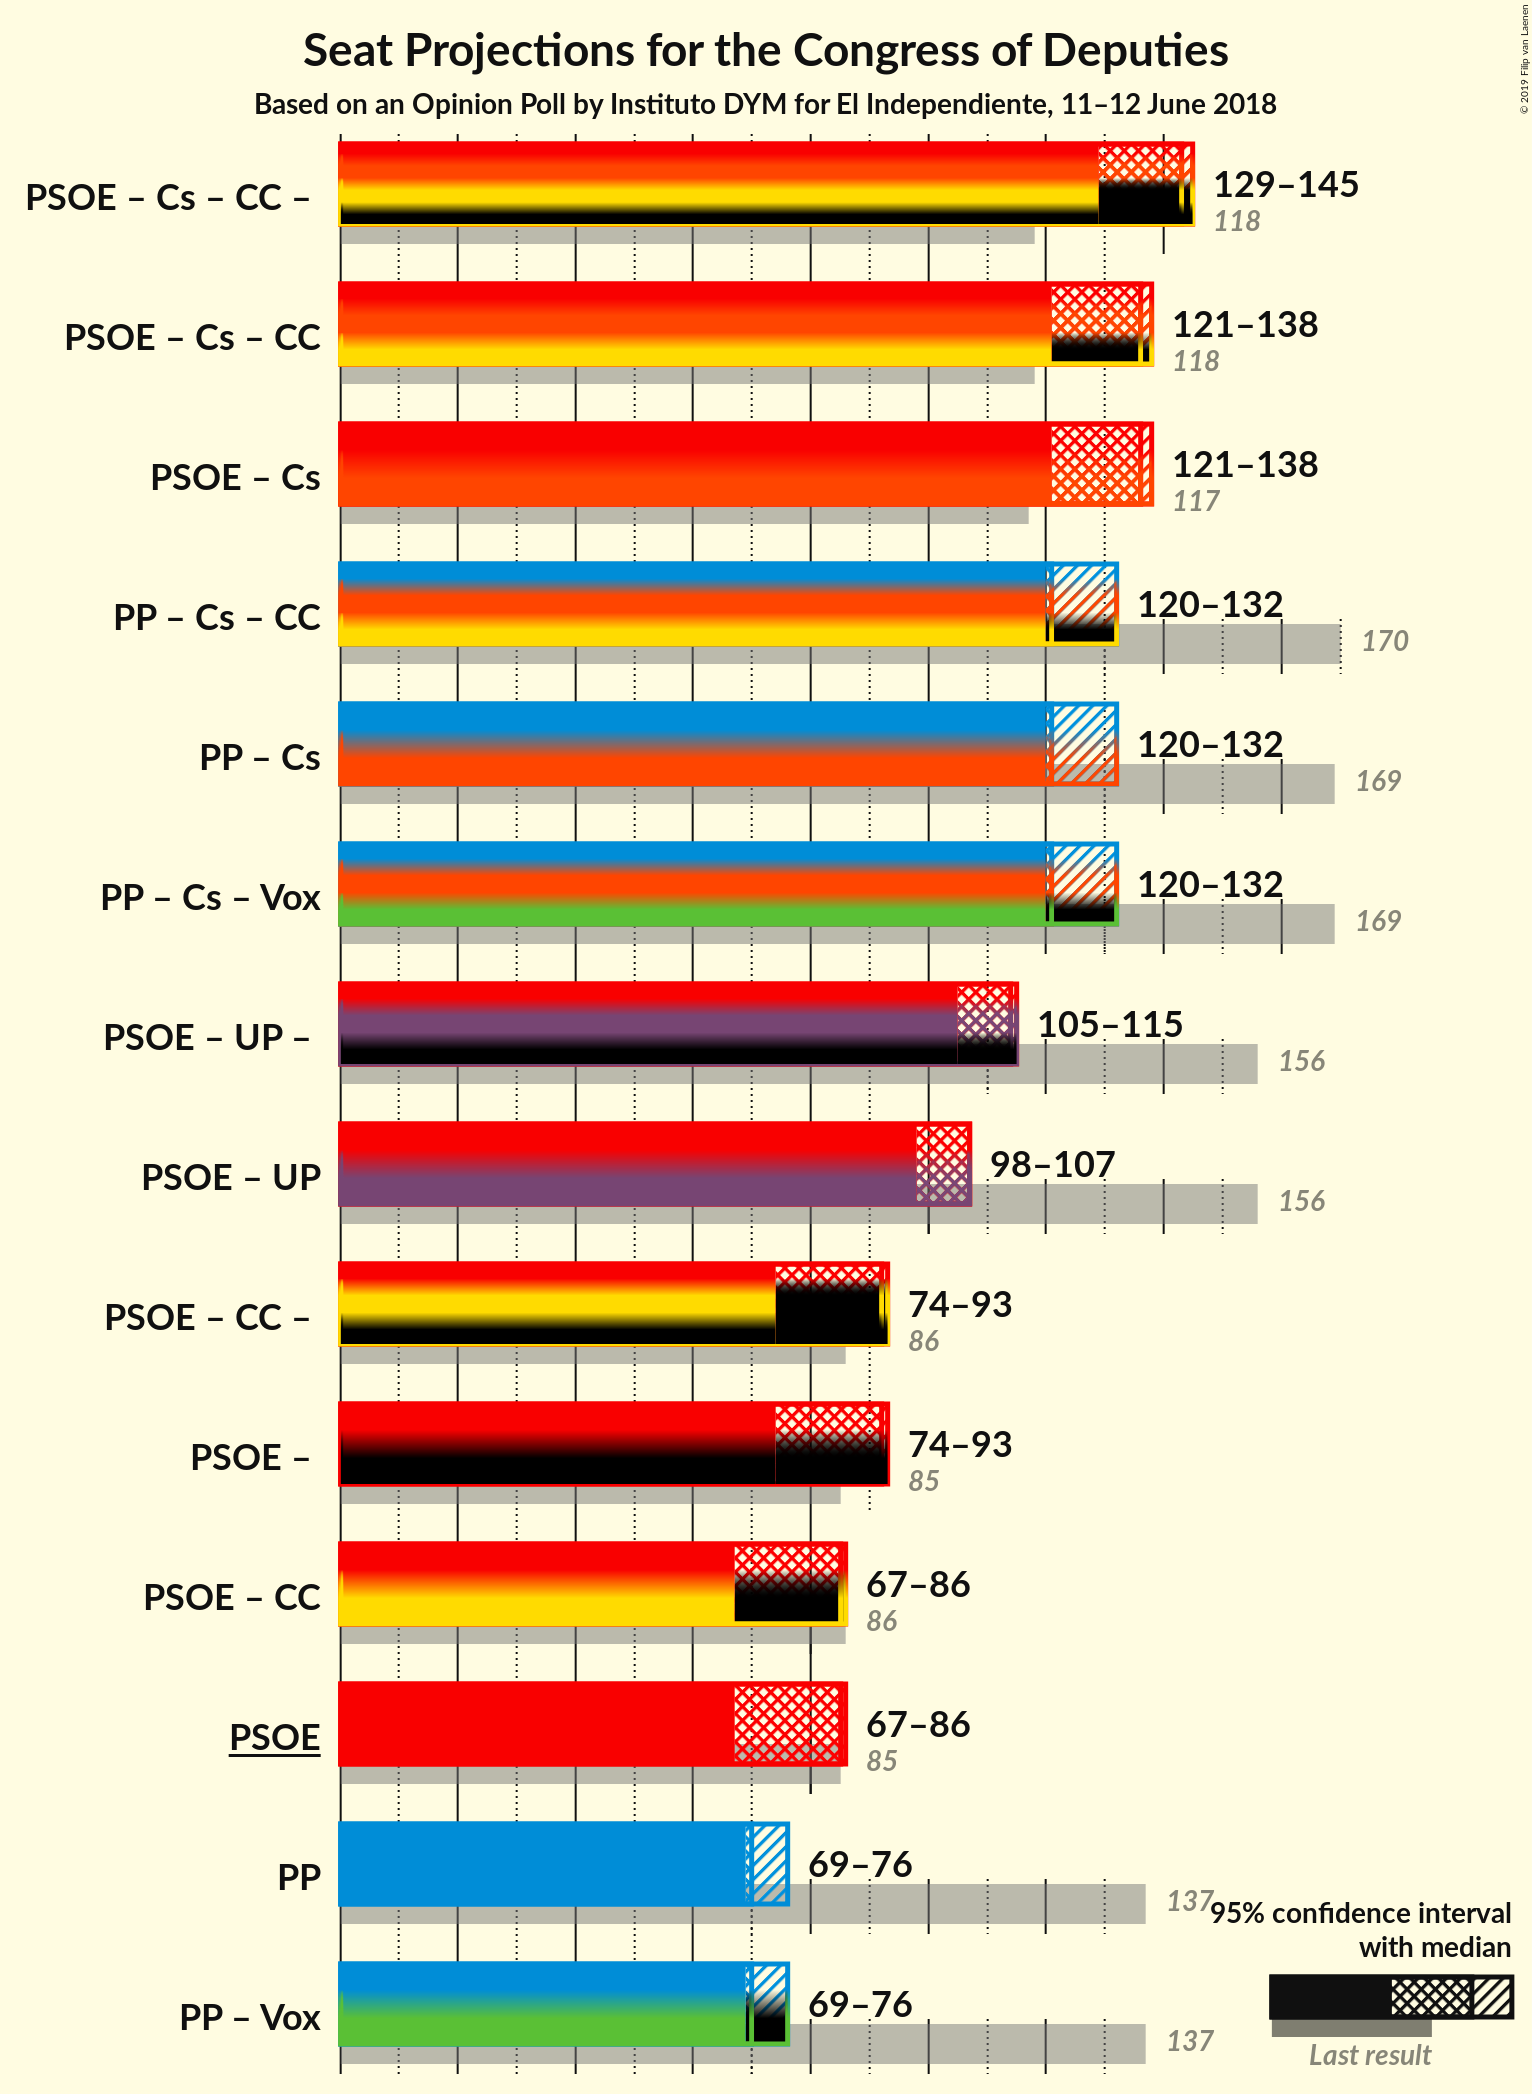 Seat Projections for the Congress of Deputies
Based on an Opinion Poll by Instituto DYM for El Independiente, 11–12 June 2018
© 2019 Filip van Laenen
PSOE – Cs – CC –
129–145
118
PSOE – Cs – CC
121–138
118
PSOE – Cs
121–138
117
PP – Cs – CC
120–132
170
PP – Cs
120–132
169
PP – Cs – Vox
120–132
169
PSOE – UP –
105–115
156
PSOE – UP
98–107
156
PSOE – CC –
74–93
86
PSOE –
74–93
85
PSOE – CC
67–86
86
PSOE
67–86
85
PP
69–76
137
PP – Vox
69–76
137
95% confidence interval
with median
Last result